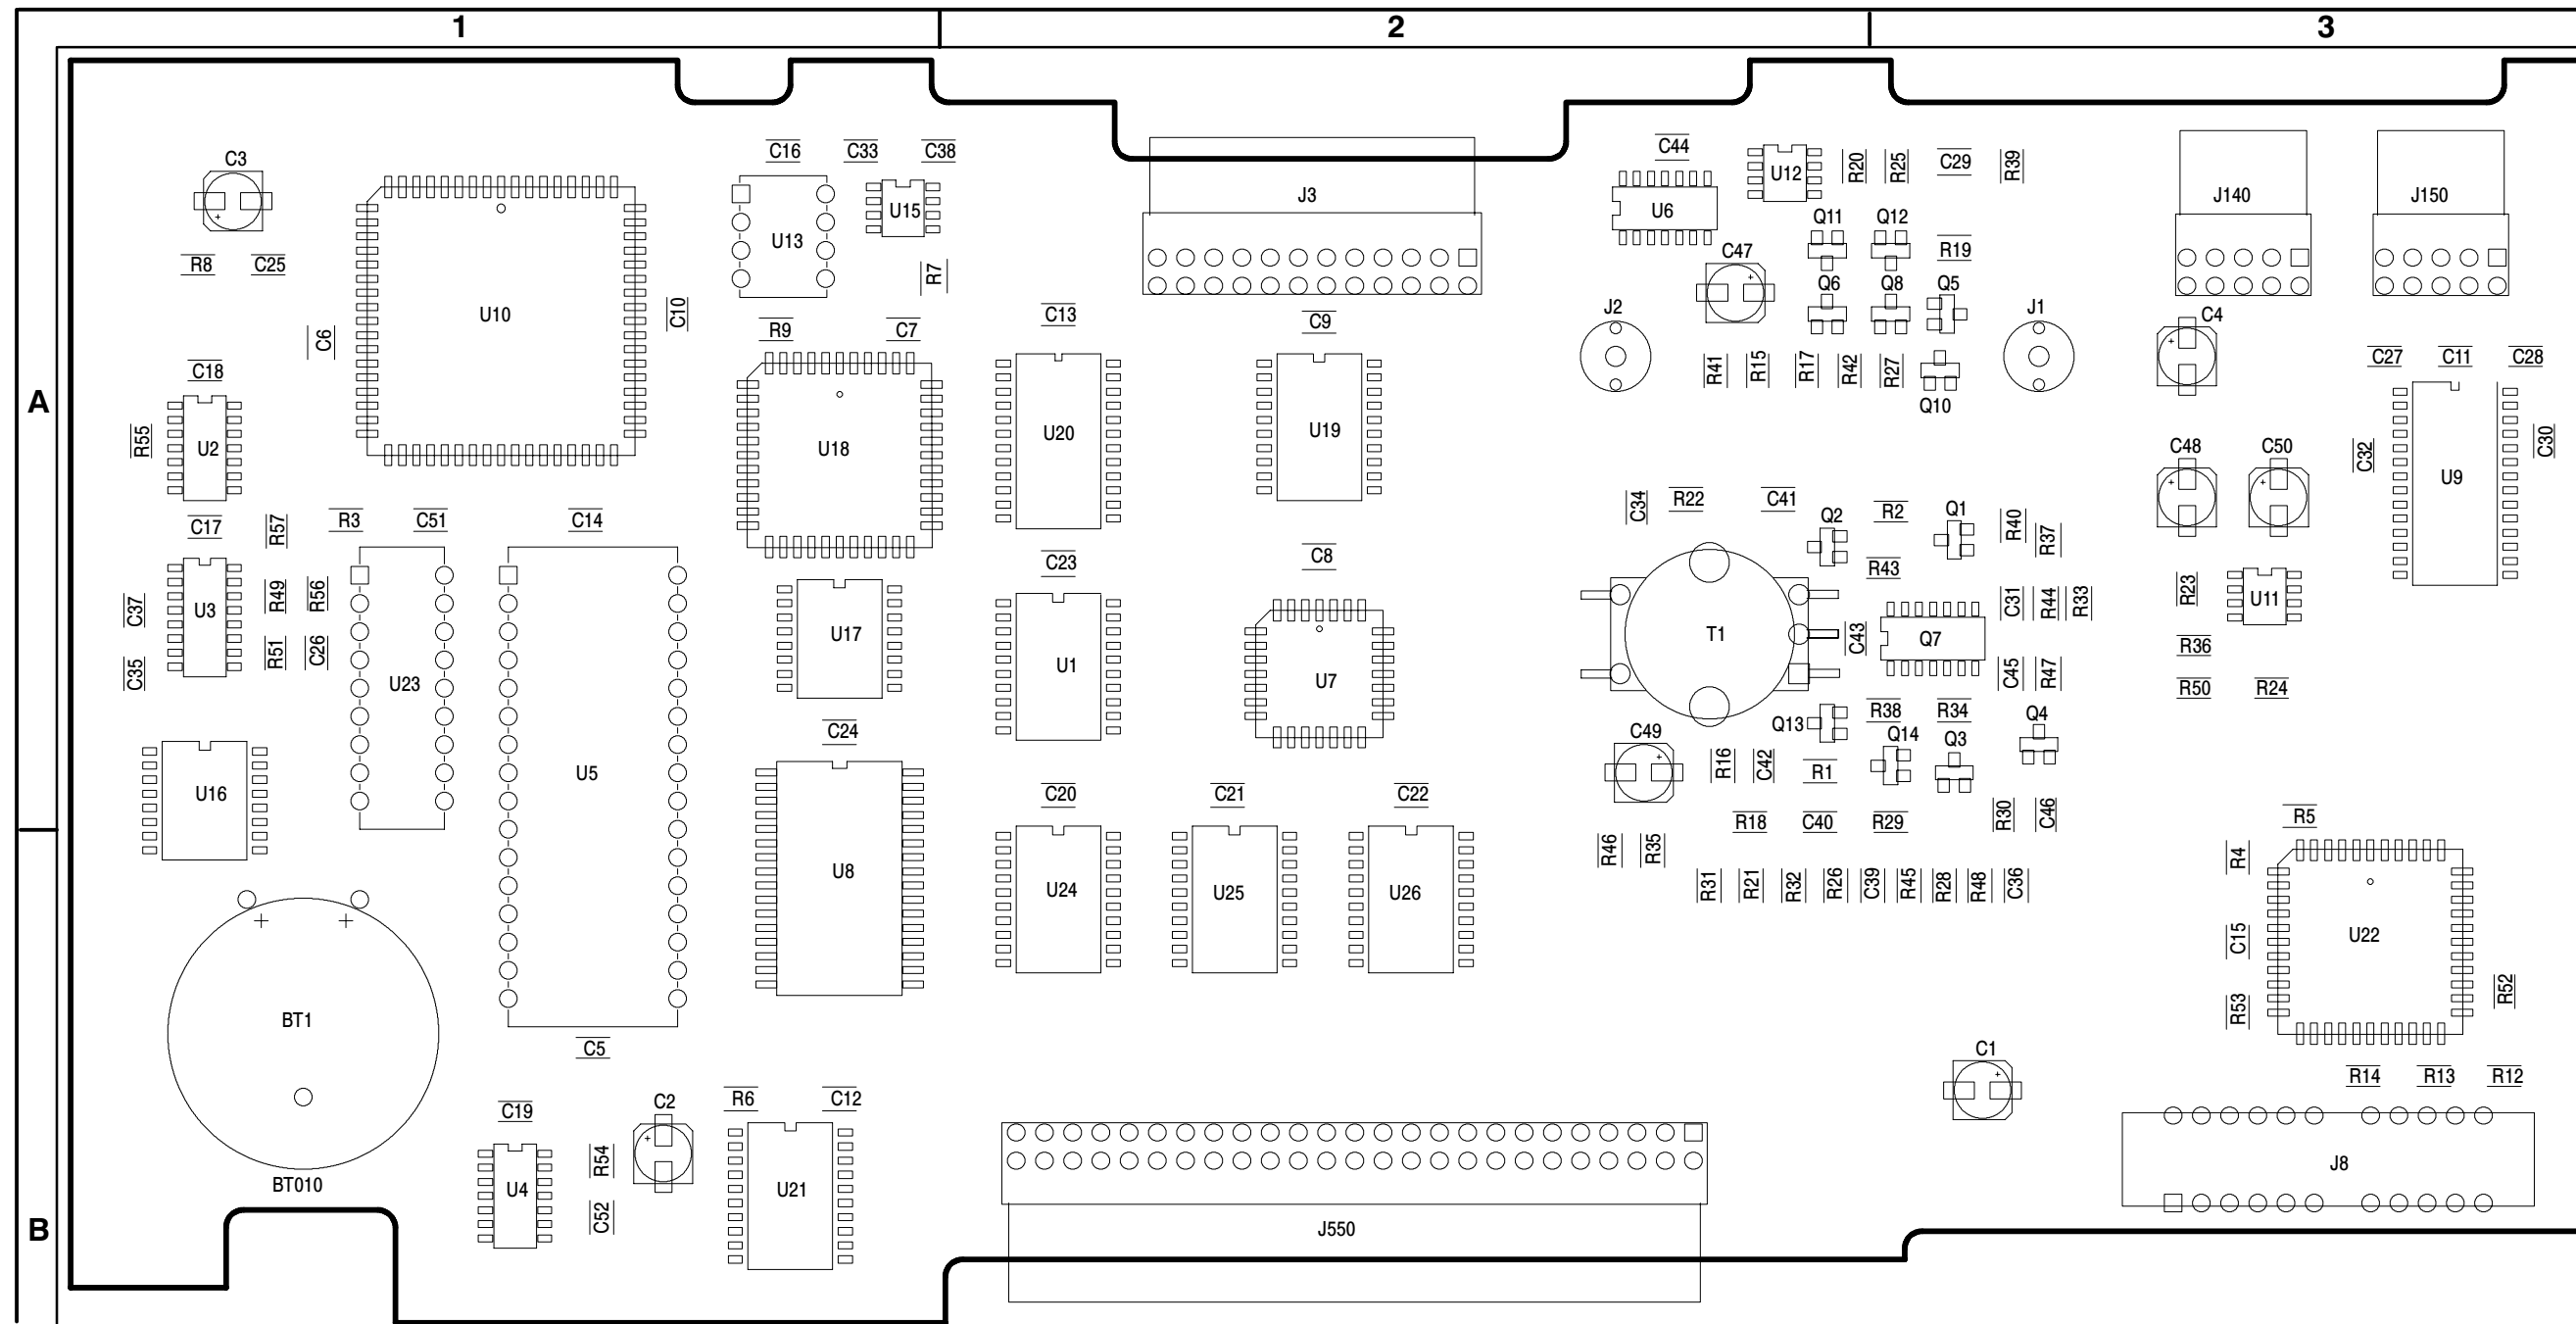 1 2 3
C3 C16 C33 C38 C44 U12 R20 R25 C29 R39
J3 J140 J150
U15 U6
Q11 Q12
U13 R8 C25 R7 C47 R19
Q6 Q8 Q5
U10 C10 C6 R9 C7 C13 C9 J2 J1 C4
C18 R41 R15 R17 R42 R27 C27 C11 C28
A Q10
R55 U2 U18 U20 U19 C48 C50 C32 U9 C30
C34 R22 C41 Q2 R2 Q1
C17 R57 R3 C51 C14 R40 R37
C23 C8 R43
C37 U3 R49 R56 C31 R44 R33 R23 U11
U17 T1 C43 Q7
C35 R51 C26 U1 R36
U23 U7 C45 R47 R50 R24
C24 C49 Q13 R38 R34 Q4
Q14 Q3
U5 R16 C42 R1
U16 C20 C21 C22
R18 C40 R29 R30 C46 R5
R46 R35 R4
U8 U24 U25 U26 R31 R21 R32 R26 C39 R45 R28 R48 C36
C15 U22
R52
BT1 R53
C5 C1
R14 R13 R12
C19 C2 R6 C12
R54 J8
BT010 U4 U21
C52
B J550